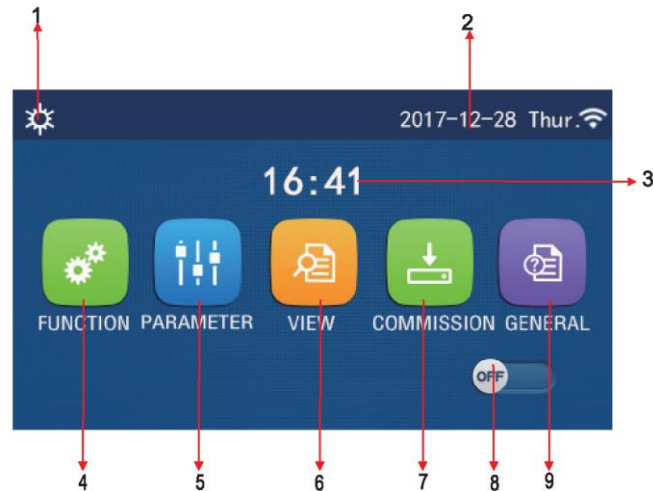 1
2
2017-12-28 Thur.
16:41
3
FUNCTION PARAMETER VIEW COMMISSION GENERAL
OFF
4 5 6 7 8 9